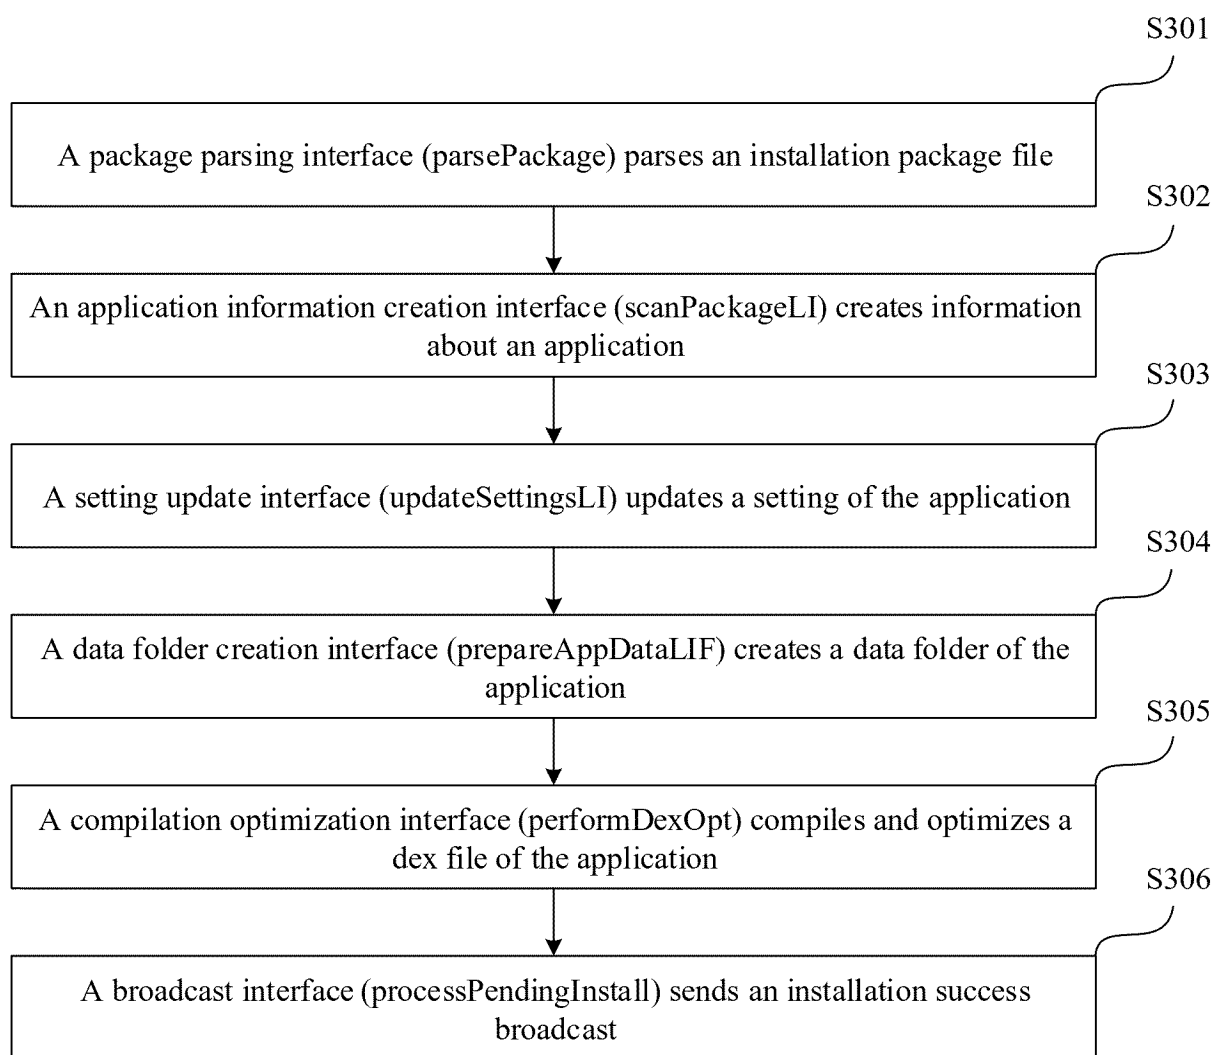 S301
A package parsing interface (parsePackage) parses an installation package file
S302
An application information creation interface (scanPackageLI) creates information
about an application
S303
A setting update interface (updateSettingsLI) updates a setting of the application
S304
A data folder creation interface (prepareAppDataLIF) creates a data folder of the
application
S305
A compilation optimization interface (performDexOpt) compiles and optimizes a
dex file of the application
S306
A broadcast interface (processPendingInstall) sends an installation success
broadcast